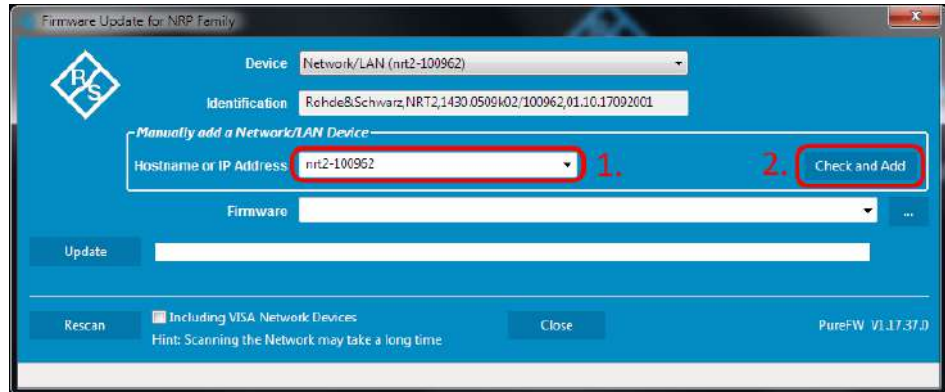 Firmware Update for NRP Family
x
R S
Device Network/LAN (nrt2-100962)
Identification Rohde&Schwarz,NRT2,1430.0509k02/100962,01.10.17092001
Manually add a Network/LAN Device
Hostname or IP Address nrt2-100962 1. 2. Check and Add
Firmware ...
Update
Rescan Including VISA Network Devices Close PureFW V1.17.37.0
Hint: Scanning the Network may take a long time